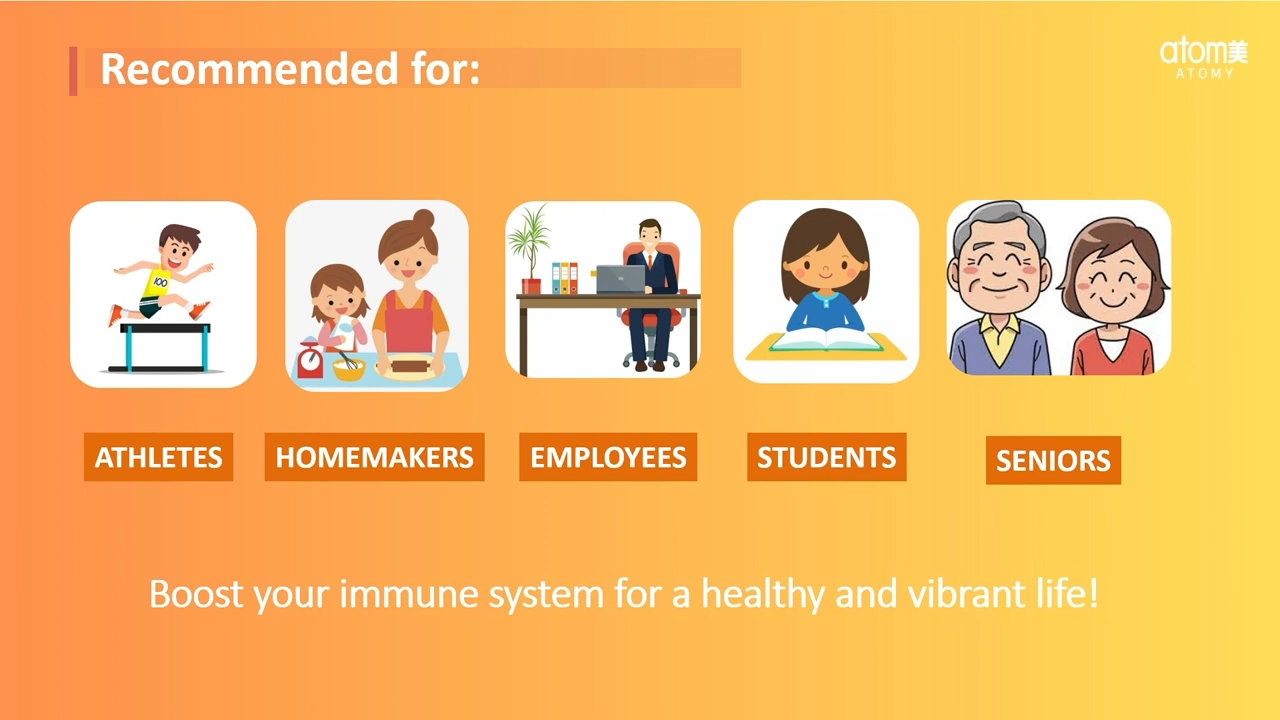 Recommended for:
atom美
ATOMY
100
ATHLETES
HOMEMAKERS
EMPLOYEES
STUDENTS
SENIORS
Boost your immune system for a healthy and vibrant life!